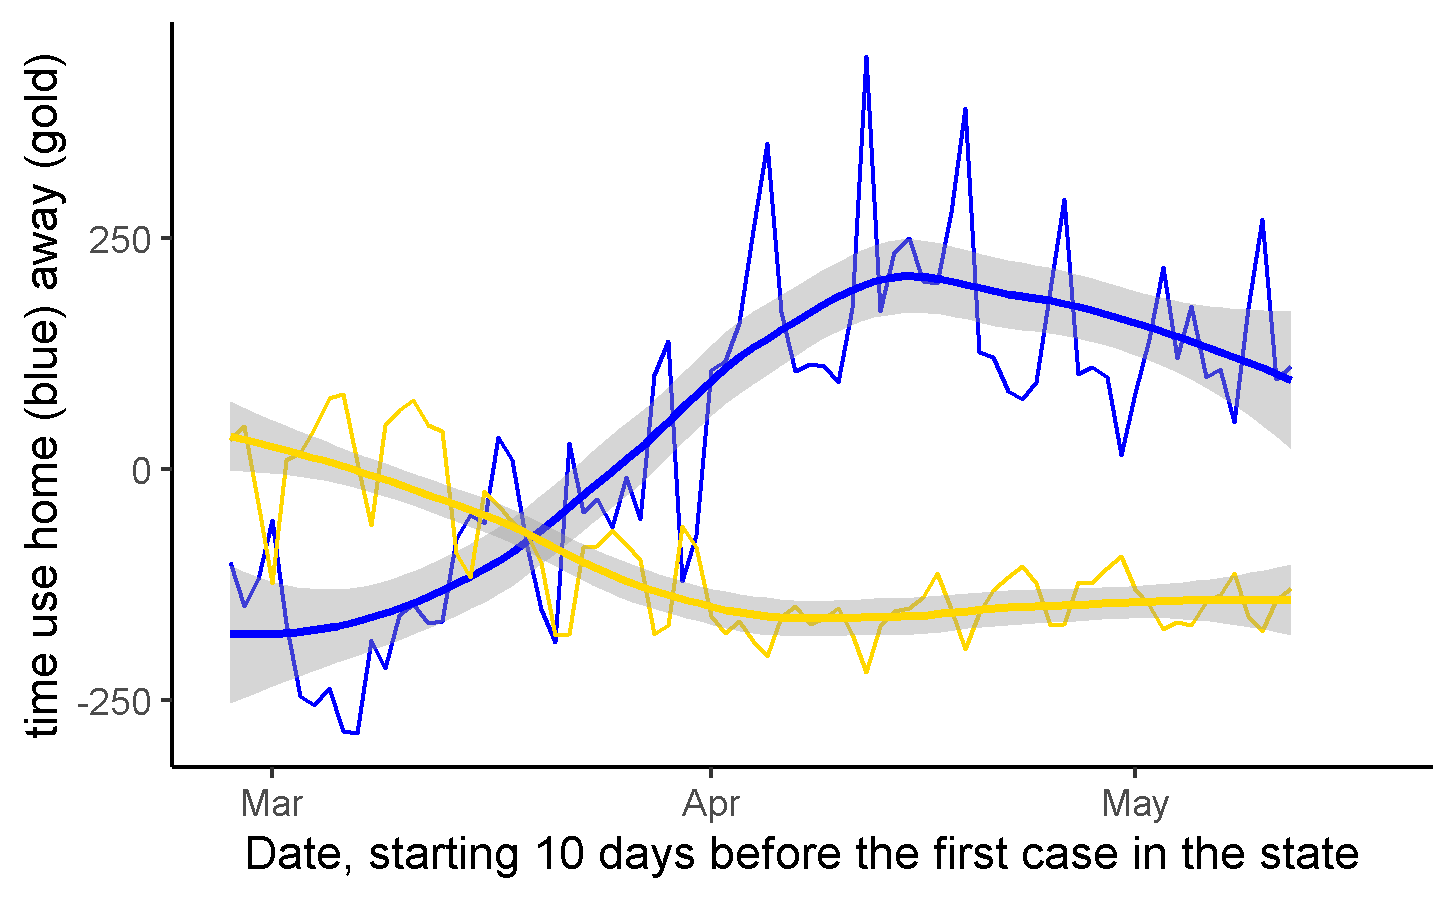 time use home (blue) away (gold)
250
0
-250
Mar
Apr
May
Date, starting 10 days before the first case in the state